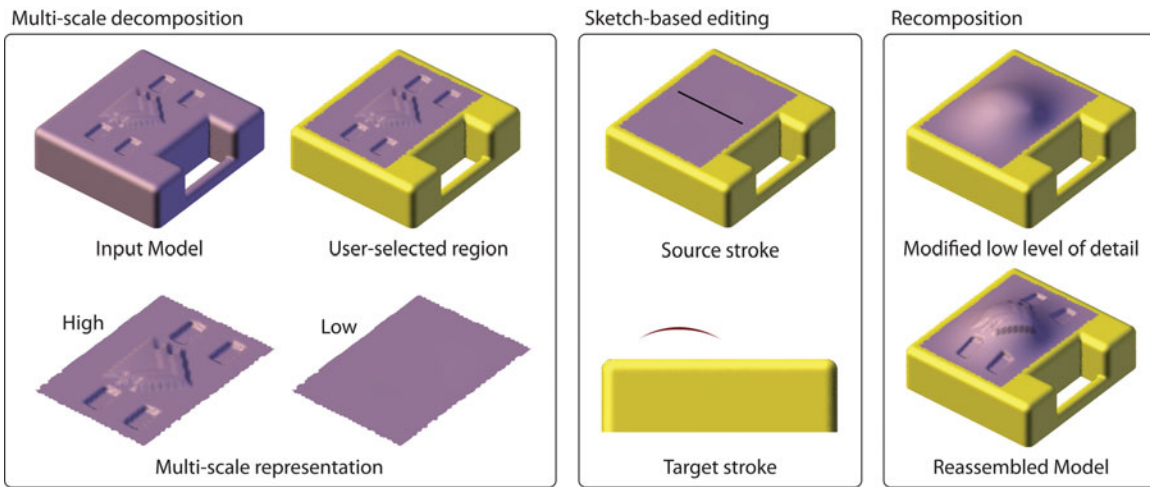 Multi-scale decomposition
Input Model
User-selected region
High
Low
Multi-scale representation
Sketch-based editing
Source stroke
Target stroke
Recomposition
Modified low level of detail
Reassembled Model